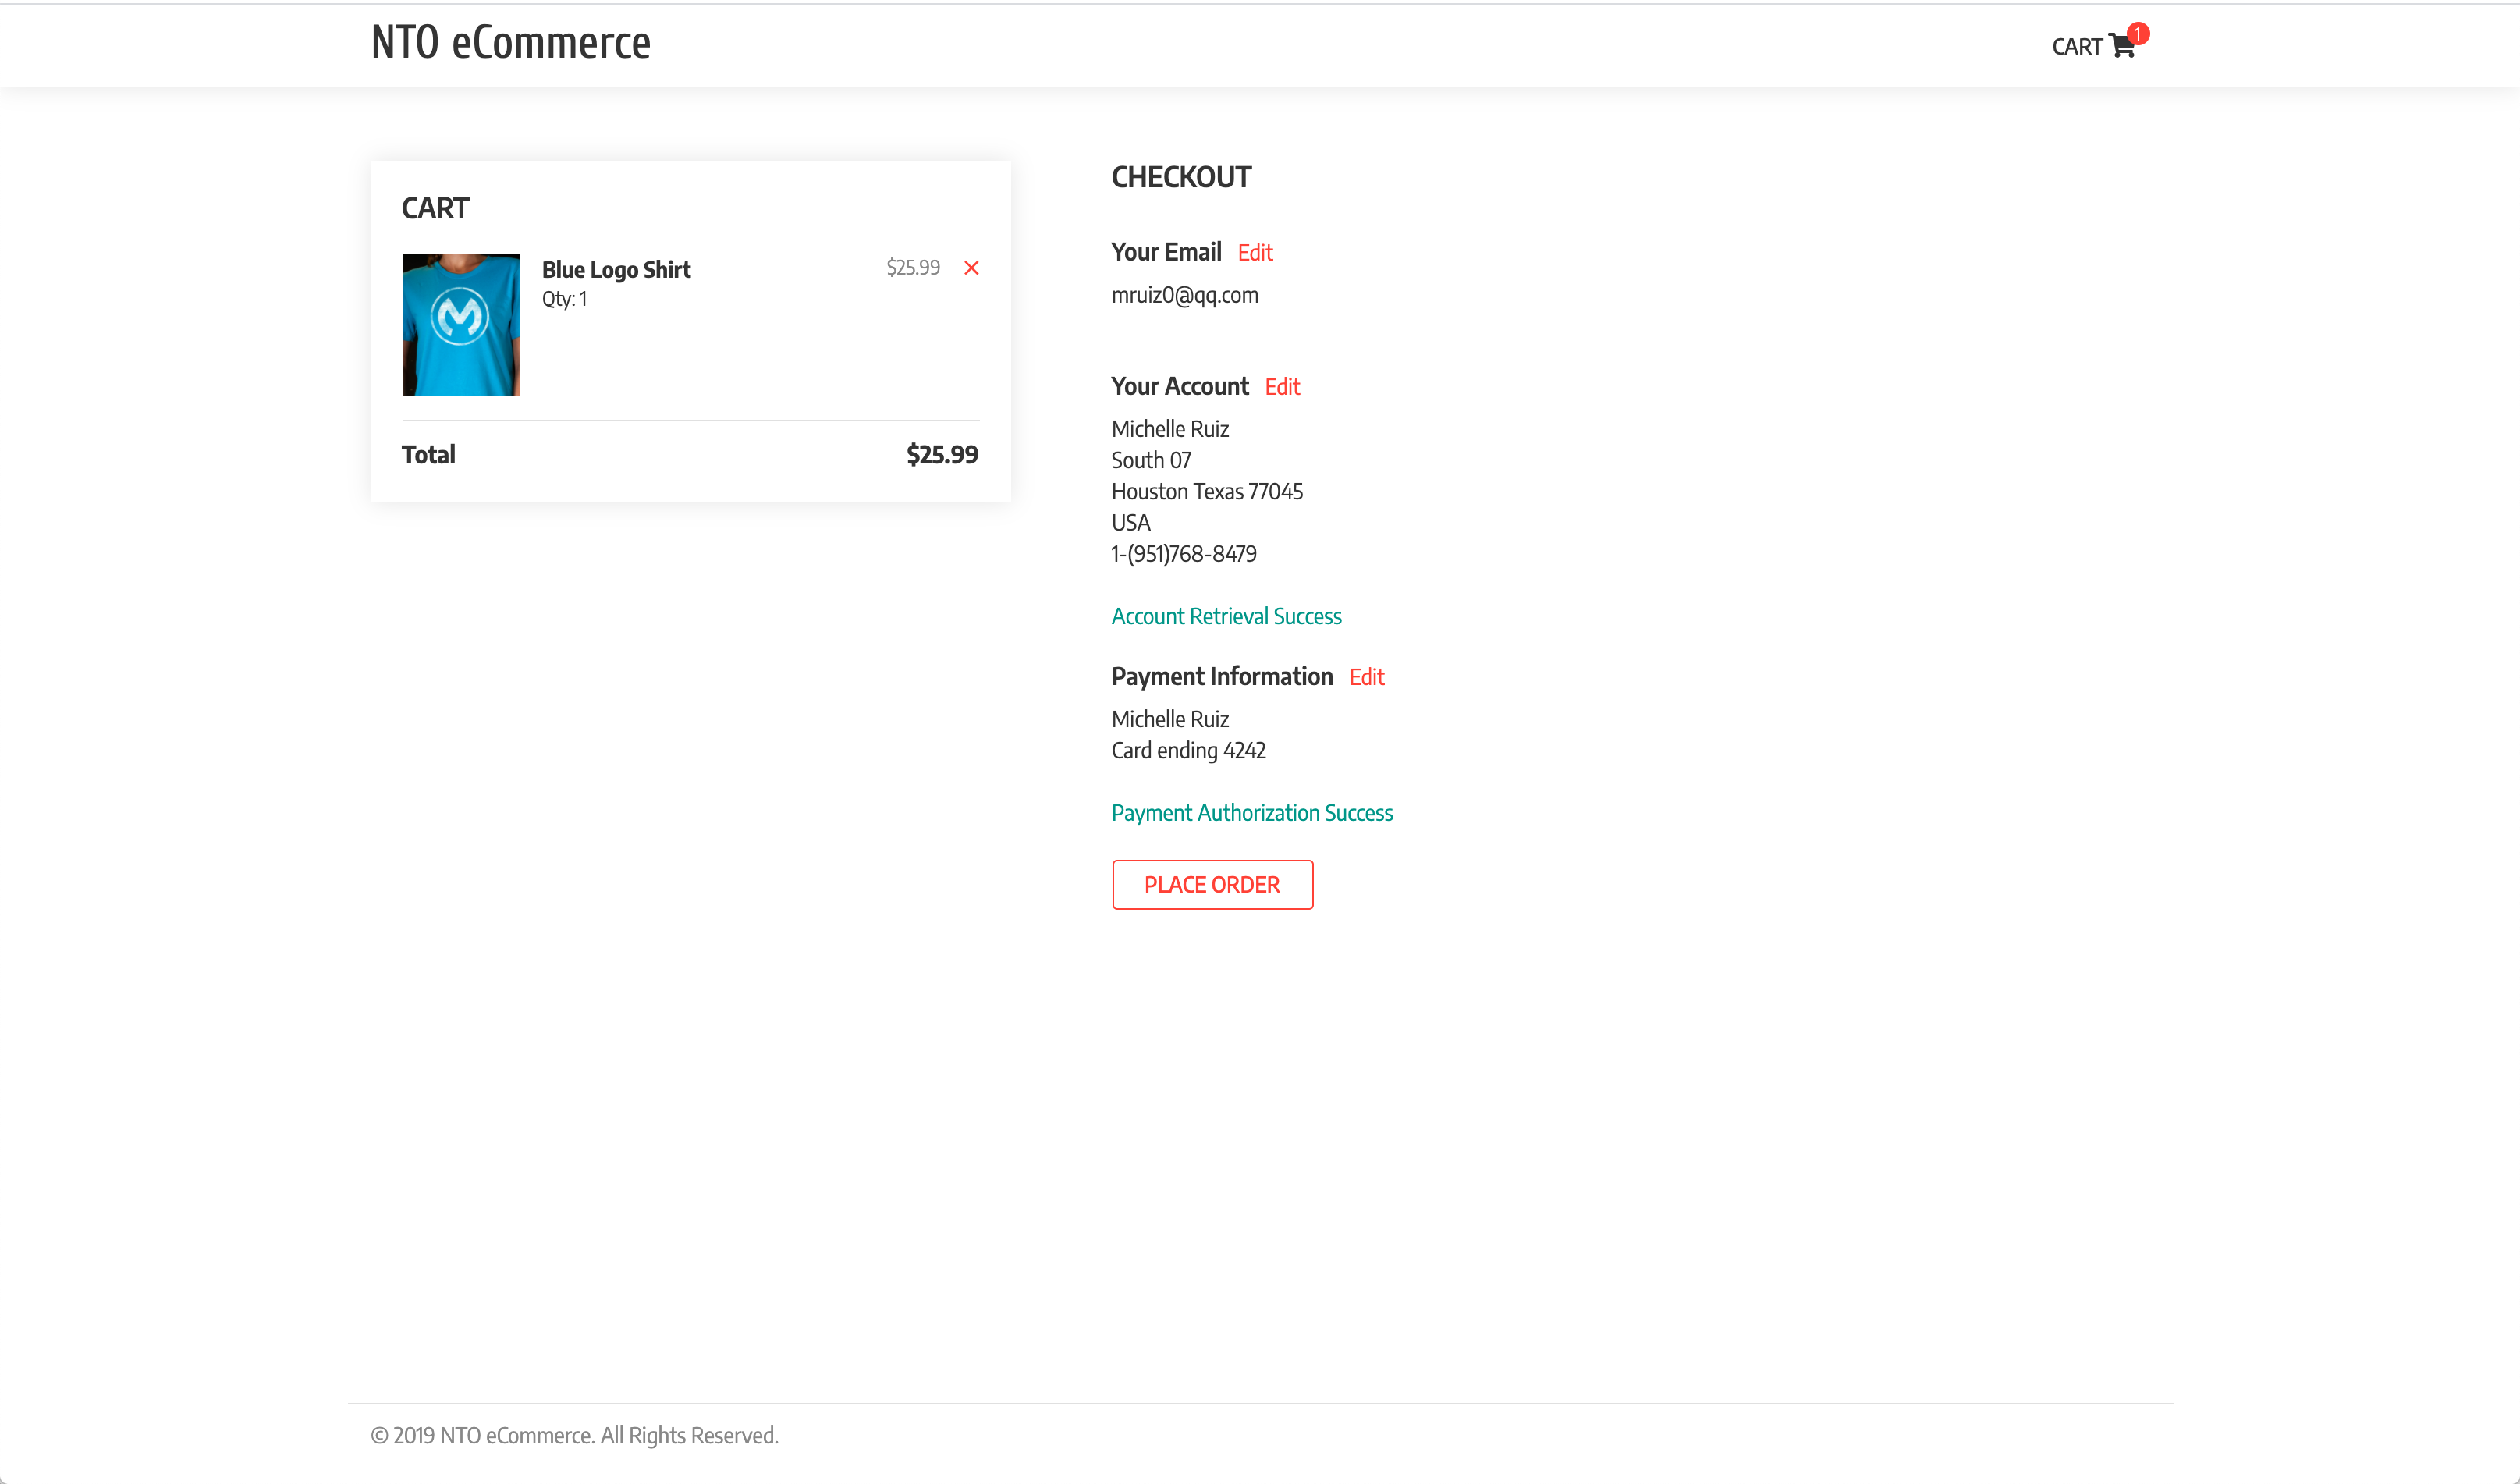 NTO eCommerce
CART 1
CART
Blue Logo Shirt
$25.99
Qty: 1
Total
$25.99
CHECKOUT
Your Email Edit
mruiz0@qq.com
Your Account Edit
Michelle Ruiz
South 07
Houston Texas 77045
USA
1-(951)768-8479
Account Retrieval Success
Payment Information Edit
Michelle Ruiz
Card ending 4242
Payment Authorization Success
PLACE ORDER
© 2019 NTO eCommerce. All Rights Reserved.